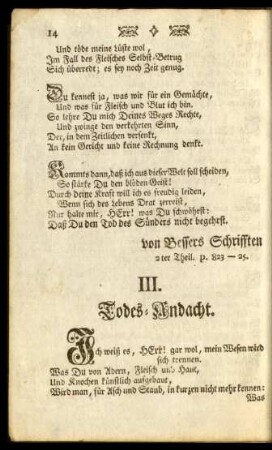 14
Und töde meine lüste wol,
Im Fall des Fleisches Selbst-Betrug
Sich überredt; es sey noch Zeit genug.
Du kennest ja, was wir für ein Gemächte,
Und was für Fleisch und Blut ich bin.
So lehre Du mich Deines Weges Rechte,
Und zwinge den verkehrten Sinn,
Der, in dem Zeitlichen versenkt,
An kein Gericht und keine Rechnung denkt.
Kommts dann, daß ich aus dieser Welt soll scheiden,
So stärke Du den blöden Geist!
Durch deine Kraft will ich es freudig leiden,
Wenn sich des lebens Drat zerreist,
Nur halte mir, HErr! was Du schwöhrst:
Daß Du den Tod des Sünders nicht begehrst.
von Bessers Schrifften
2ter Theil. p. 823 — 25.
III.
Todes-Andacht.
Ich weiß es, HErr! gar wol, mein Wesen wird
sich trennen.
Was Du von Adern, Fleisch und Haut,
Und Knochen künstlich aufgebaut,
Wird man, für Asch und Staub, in kurzen nicht mehr kennen:
Was